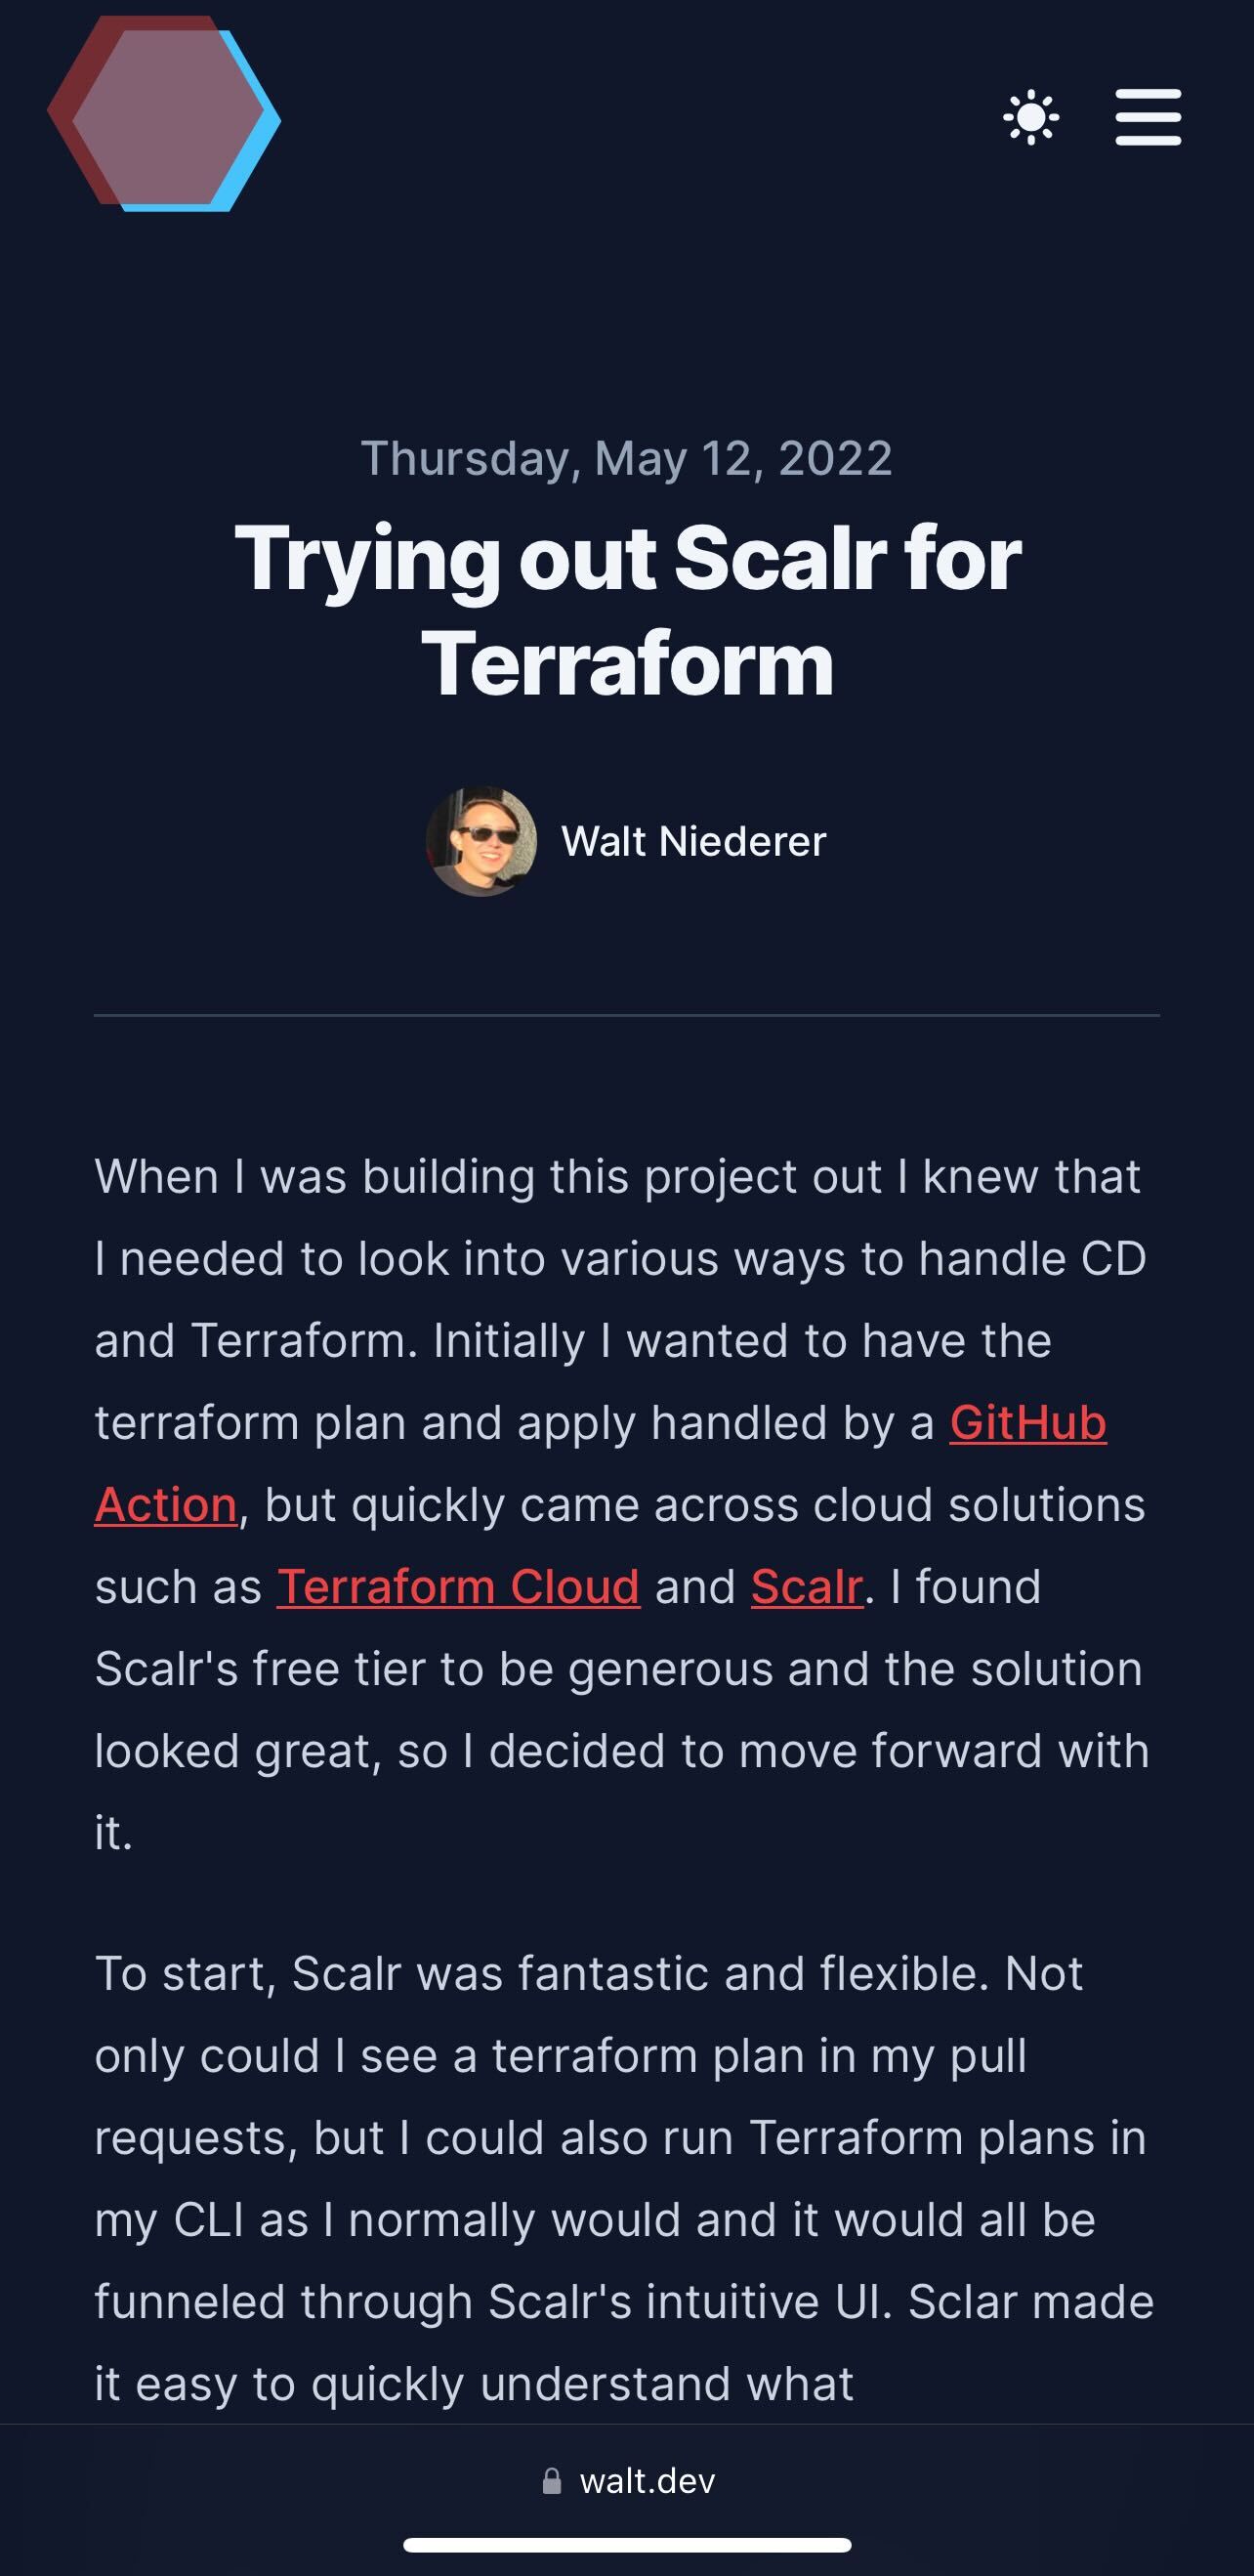 Thursday, May 12, 2022
Trying out Scalr for
Terraform
Walt Niederer
When I was building this project out I knew that
I needed to look into various ways to handle CD
and Terraform. Initially I wanted to have the
terraform plan and apply handled by a GitHub
Action, but quickly came across cloud solutions
such as Terraform Cloud and Scalr. I found
Scalr's free tier to be generous and the solution
looked great, so I decided to move forward with
it.
To start, Scalr was fantastic and flexible. Not
only could I see a terraform plan in my pull
requests, but I could also run Terraform plans in
my CLI as I normally would and it would all be
funneled through Scalr's intuitive UI. Sclar made
it easy to quickly understand what
walt.dev